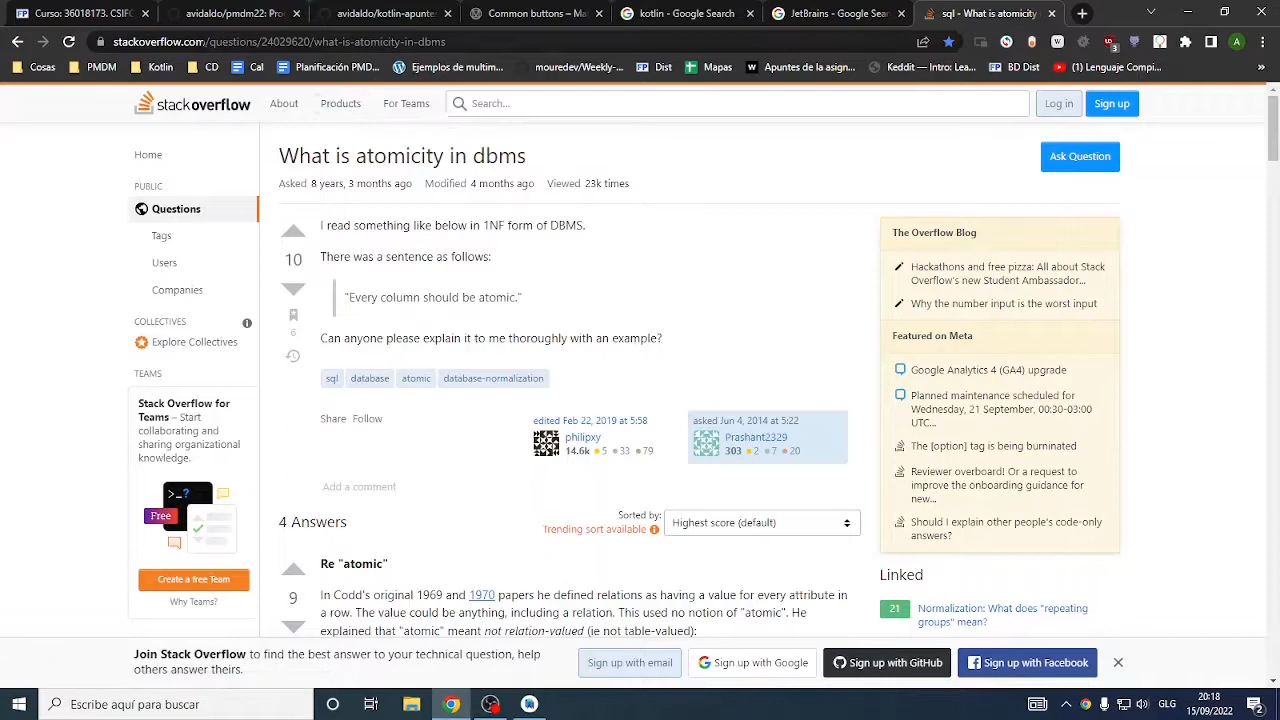 Curso: 36018173. CSIFC
avidaldo/pmdm22: Pro
avidaldo/kotlin-apuntes
Common buttons – Ma
kotlin - Google Search
JetBrains - Google Sear
sql - What is atomicity
stackoverflow.com/questions/24029620/what-is-atomicity-in-dbms
3
A
Cosas
PMDM
Kotlin
CD
Cal
Planificación PMD...
Ejemplos de multim...
mouredev/Weekly-...
Dist
Mapas
Apuntes de la asign...
Keddit — Intro: Lea...
BD Dist
(1) Lenguaje Compi...
»
stackoverflow
About
Products
For Teams
Search...
Log in
Sign up
Home
PUBLIC
Questions
Tags
Users
Companies
COLLECTIVES
Explore Collectives
TEAMS
Stack Overflow for
Teams – Start
collaborating and
sharing organizational
knowledge.
Free
Create a free Team
Why Teams?
What is atomicity in dbms
Ask Question
Asked 8 years, 3 months ago Modified 4 months ago Viewed 23k times
10
6
I read something like below in 1NF form of DBMS.
There was a sentence as follows:
"Every column should be atomic."
Can anyone please explain it to me thoroughly with an example?
sql database atomic database-normalization
Share Follow
edited Feb 22, 2019 at 5:58
philipxy
14.6k 5 33 79
asked Jun 4, 2014 at 5:22
Prashant2329
303 2 7 20
Add a comment
4 Answers
Sorted by:
Trending sort available
Highest score (default)
9
Re "atomic"
In Codd's original 1969 and 1970 papers he defined relations as having a value for every attribute in
a row. The value could be anything, including a relation. This used no notion of "atomic". He
explained that "atomic" meant not relation-valued (ie not table-valued):
The Overflow Blog
Hackathons and free pizza: All about Stack
Overflow's new Student Ambassador...
Why the number input is the worst input
Featured on Meta
Google Analytics 4 (GA4) upgrade
Planned maintenance scheduled for
Wednesday, 21 September, 00:30-03:00
UTC...
The [option] tag is being burninated
Reviewer overboard! Or a request to
improve the onboarding guidance for
new...
Should I explain other people's code-only
answers?
Linked
21
Normalization: What does "repeating
groups" mean?
Join Stack Overflow to find the best answer to your technical question, help
others answer theirs.
Sign up with email
Sign up with Google
Sign up with GitHub
Sign up with Facebook
Escribe aquí para buscar
GLG
20:18
15/09/2022
2